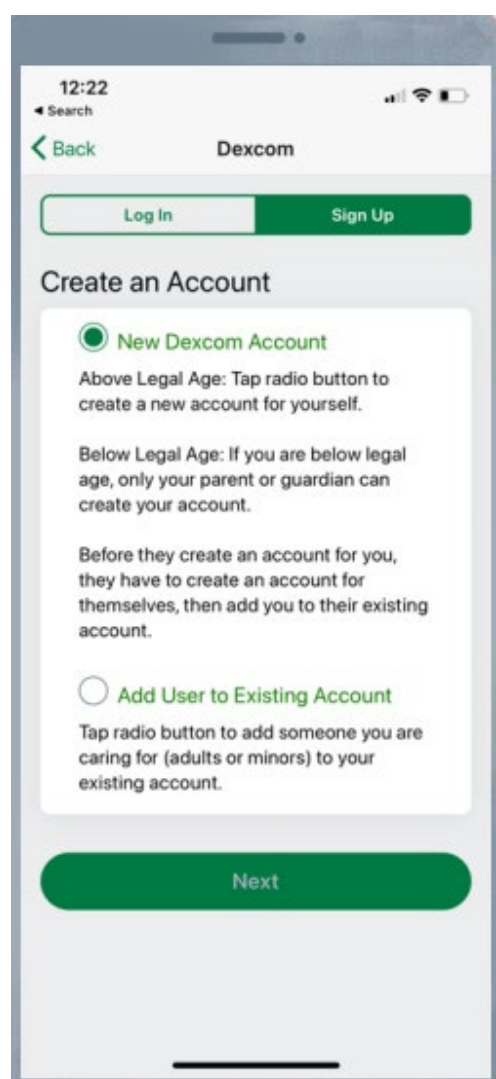 12:22
◀ Search
Back
Dexcom
Log In
Sign Up
Create an Account
New Dexcom Account
Above Legal Age: Tap radio button to
create a new account for yourself.
Below Legal Age: If you are below legal
age, only your parent or guardian can
create your account.
Before they create an account for you,
they have to create an account for
themselves, then add you to their existing
account.
Add User to Existing Account
Tap radio button to add someone you are
caring for (adults or minors) to your
existing account.
Next